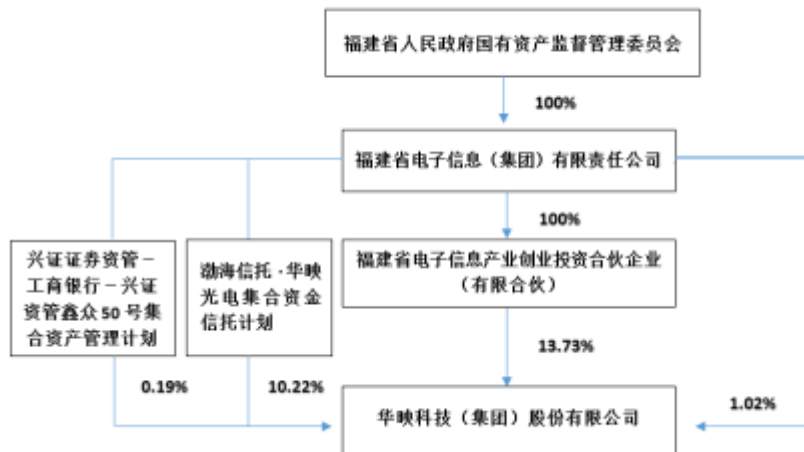 福建省人民政府国有资产监督管理委员会
100%
福建省电子信息（集团）有限责任公司
100%
兴证证券资管－
工商银行－兴证
资管鑫众 50 号集
合资产管理计划
渤海信托·华映
光电集合资金
信托计划
福建省电子信息产业创业投资合伙企业
（有限合伙）
13.73%
0.19%
10.22%
1.02%
华映科技（集团）股份有限公司